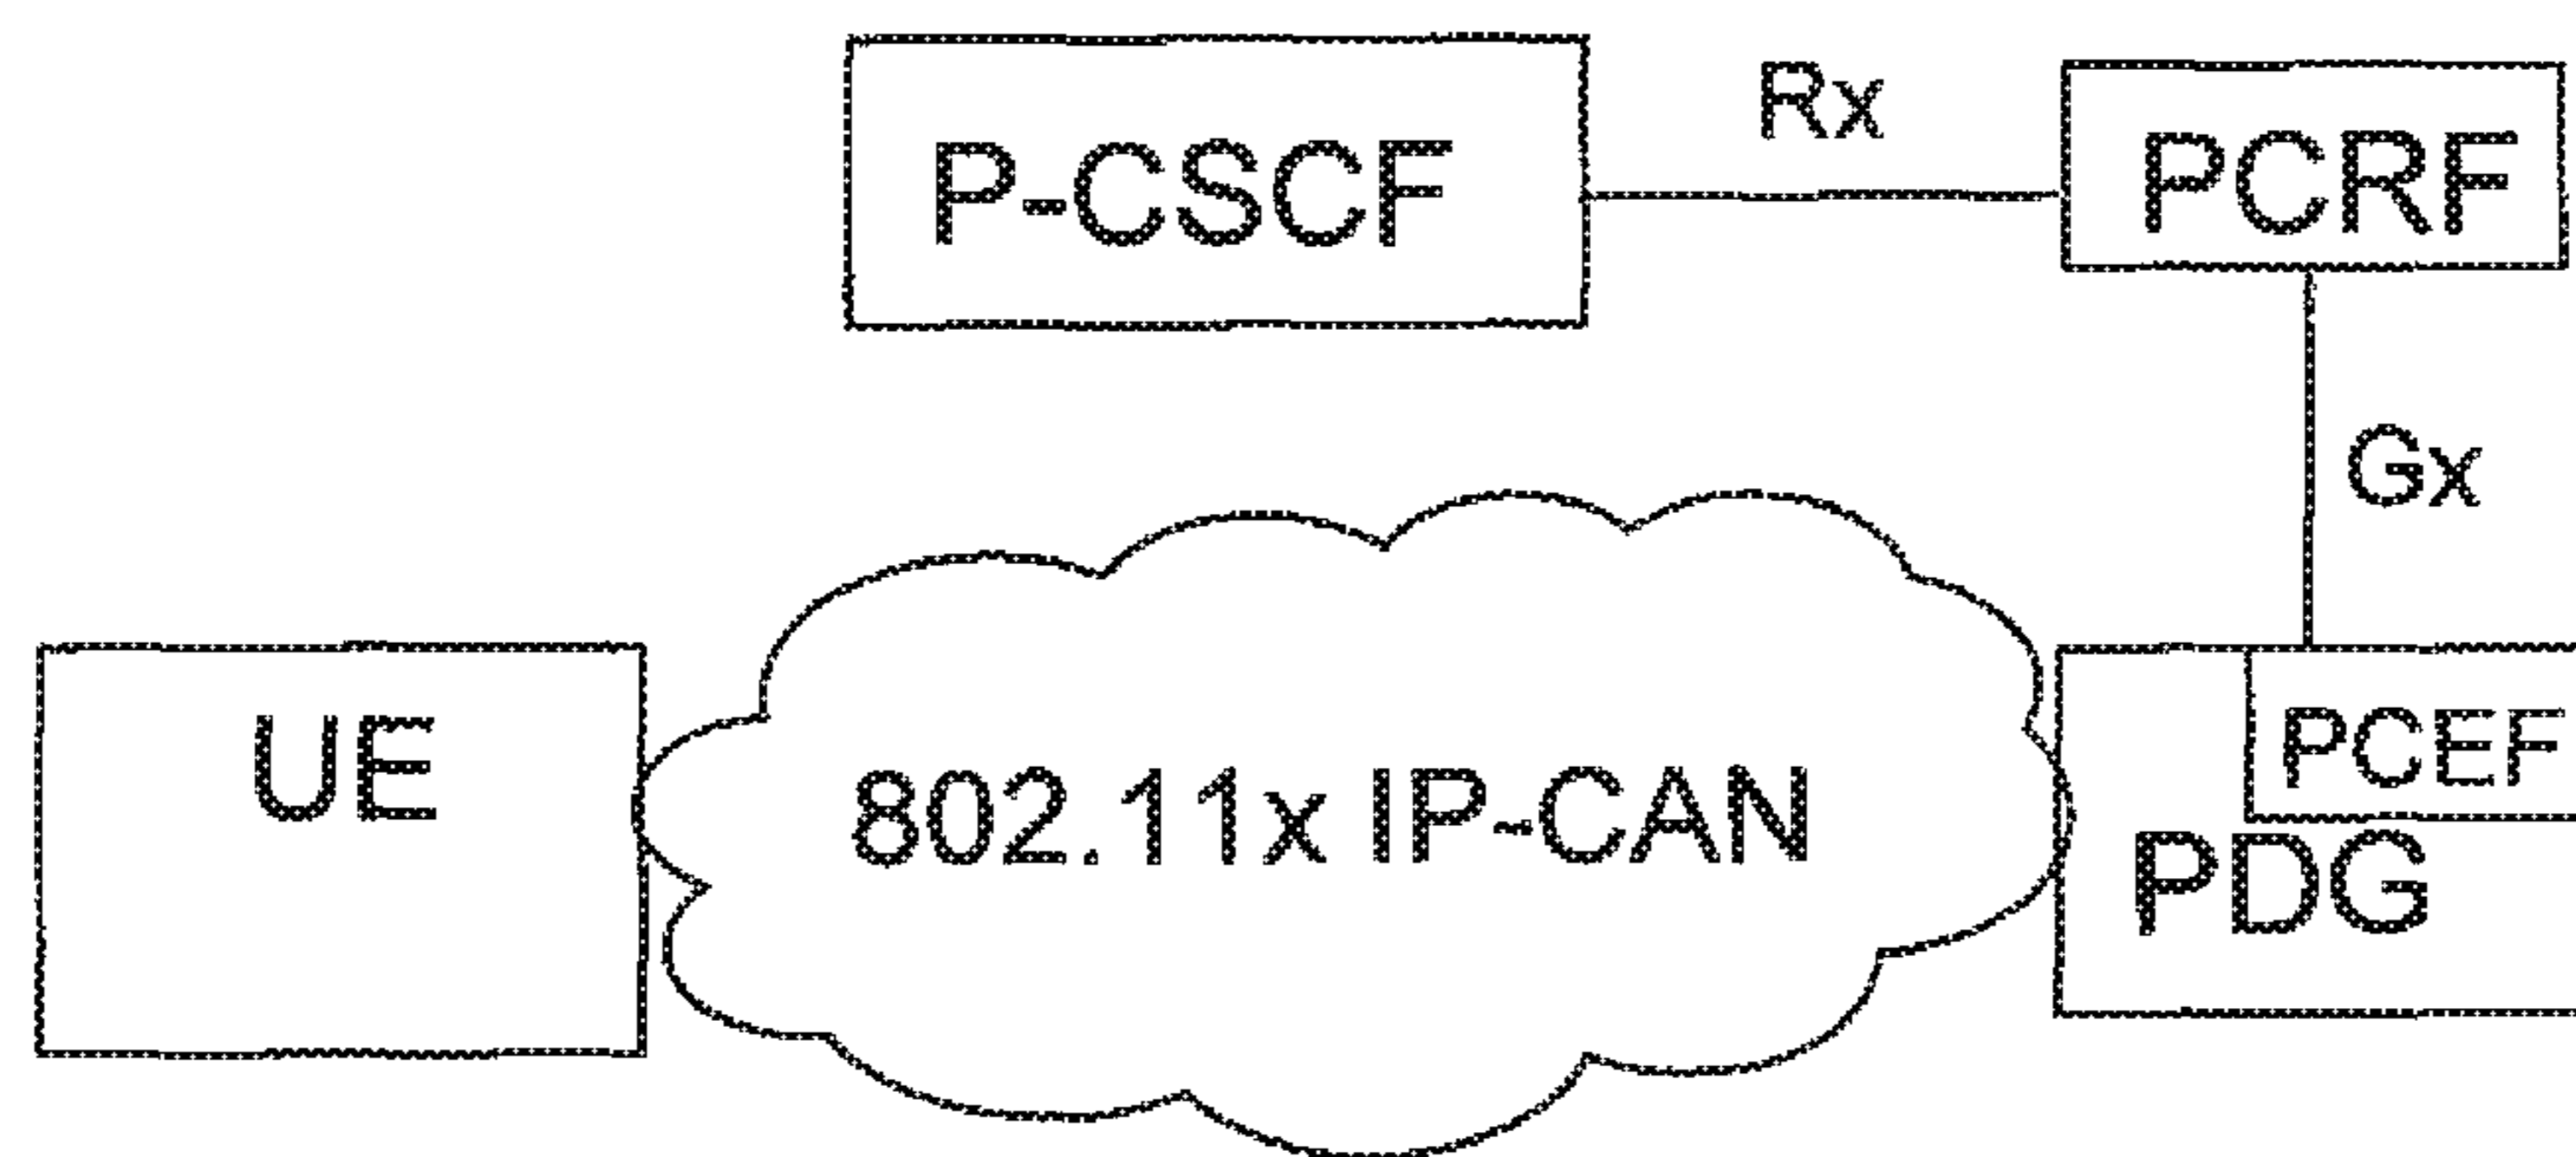 Rx
P-CSCF
PCRF
Gx
UE
802.11x IP-CAN
PCEF
PDG